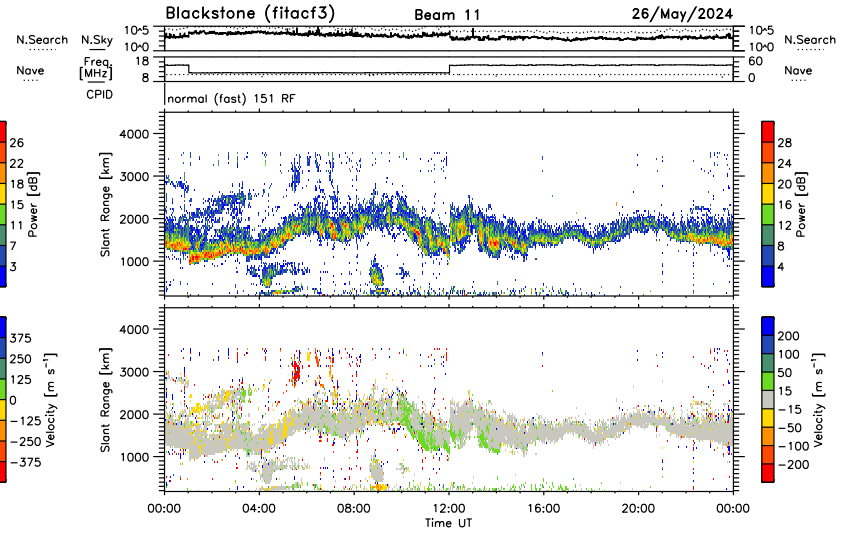 Blackstone (fitacf3) Beam 11 26/May/2024
N.Search N.Sky 10^5 10^0 10^5 10^0 N.Search
Nave Freq. [MHz] 18 8 60 0 Nave
CPID normal (fast) 151 RF
26 22 18 15 11 7 3 Power [dB]
4000 3000 2000 1000 Slant Range [km]
28 24 20 16 12 8 4 Power [dB]
375 250 125 0 −125 −250 −375 Velocity [m s⁻¹]
4000 3000 2000 1000 Slant Range [km]
200 100 50 15 −15 −50 −100 −200 Velocity [m s⁻¹]
00:00 04:00 08:00 12:00 16:00 20:00 00:00
Time UT